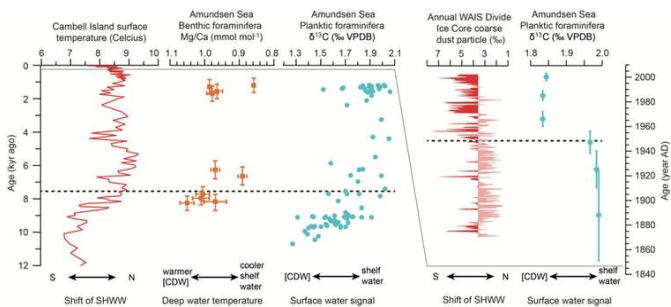 Cambell Island surface
temperature (Celcius)
6 7 8 9 10
Amundsen Sea
Benthic foraminifera
Mg/Ca (mmol mol-1)
1.1 1.0 0.9 0.8
Amundsen Sea
Planktic foraminifera
δ13C (‰ VPDB)
1.3 1.5 1.7 1.9 2.1
Annual WAIS Divide
Ice Core coarse
dust particle (‰)
7 5 3 1
Amundsen Sea
Planktic foraminifera
δ13C (‰ VPDB)
1.8 1.9 2.0
Age (kyr ago)
0
2
4
6
8
10
12
Age (year AD)
2000
1980
1960
1940
1920
1900
1880
1860
1840
S N
Shift of SHWW
warmer
[CDW]
cooler
shelf
water
Deep water temperature
[CDW]
shelf
water
Surface water signal
S N
Shift of SHWW
[CDW]
shelf
water
Surface water signal